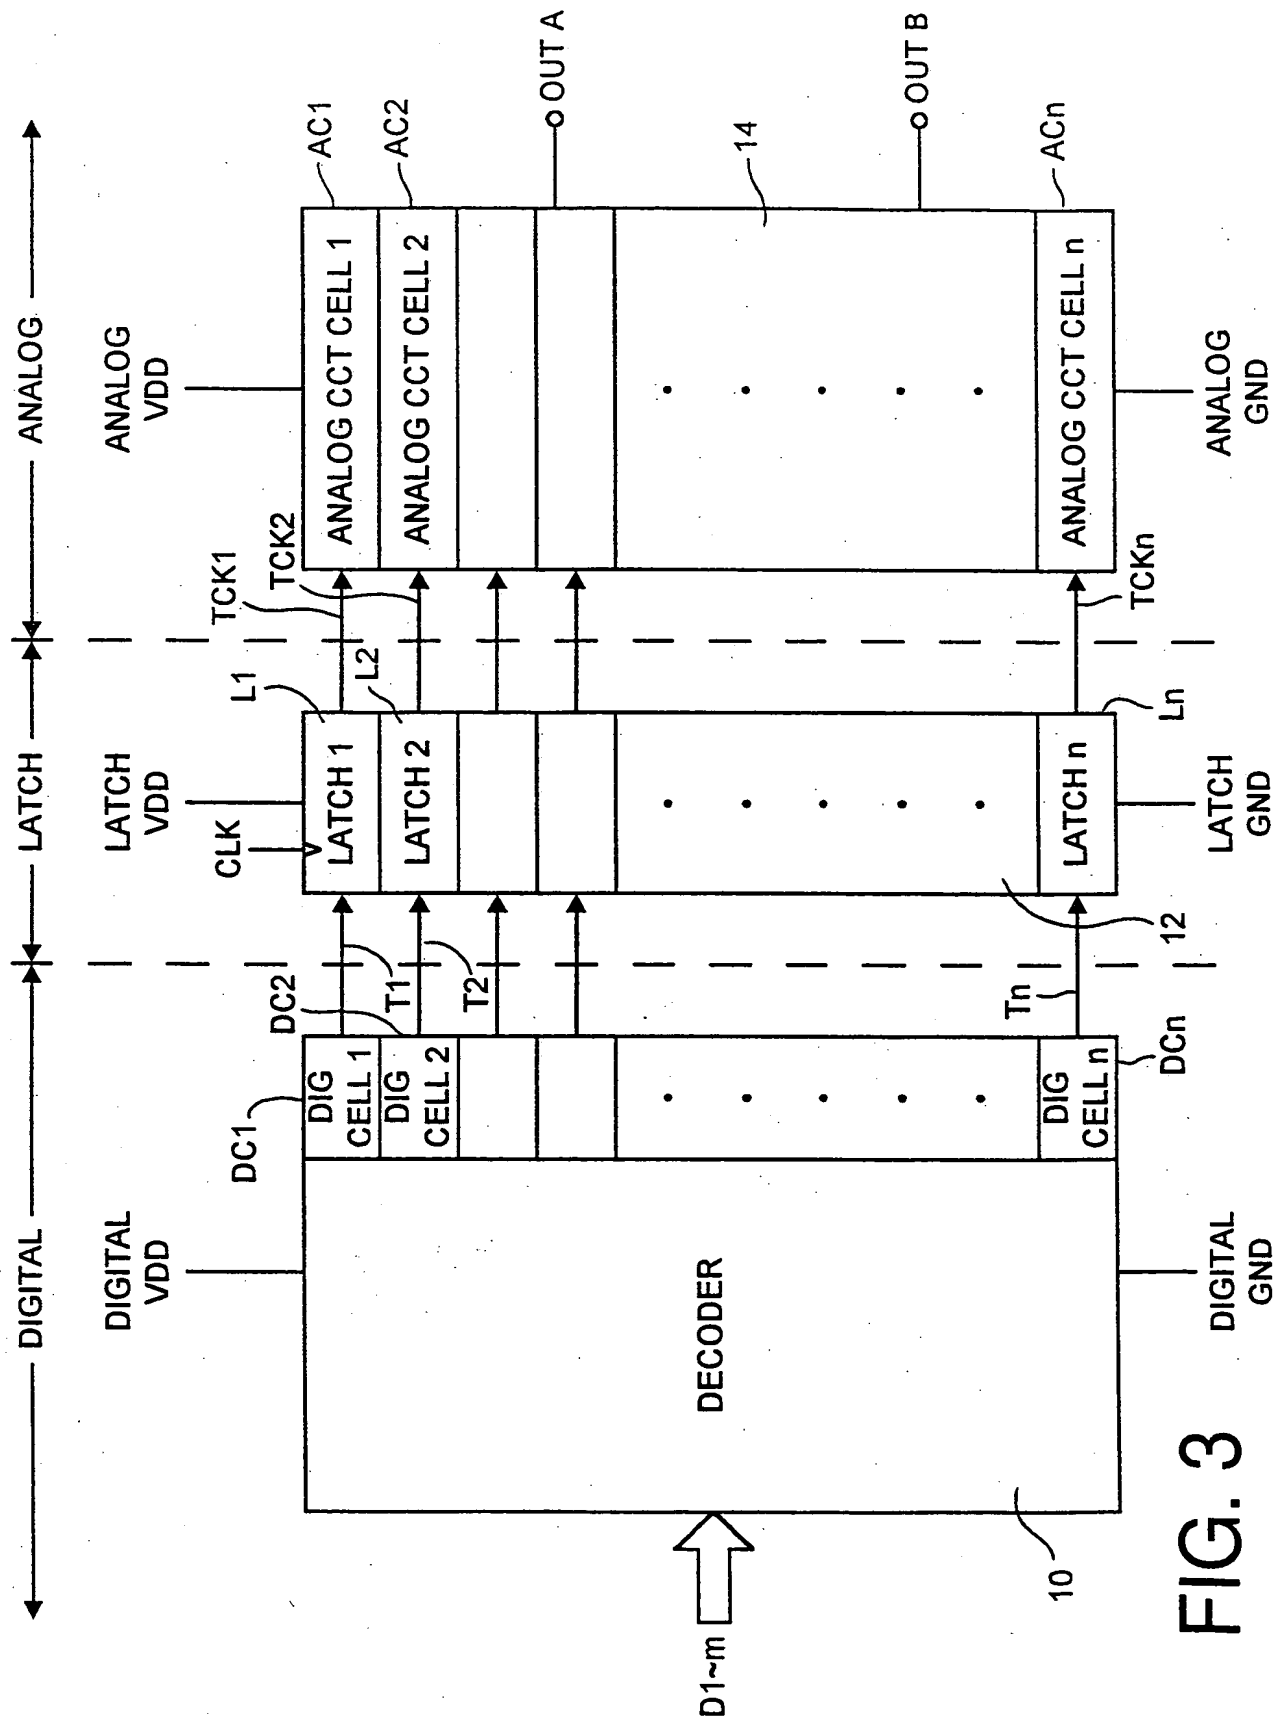 DIGITAL
LATCH
ANALOG
DIGITAL
VDD
LATCH
VDD
ANALOG
VDD
CLK
L1
L2
TCK1
TCK2
AC1
AC2
DC1
DC2
T1
T2
DIG
CELL 1
DIG
CELL 2
LATCH 1
LATCH 2
ANALOG CCT CELL 1
ANALOG CCT CELL 2
OUT A
D1~m
DECODER
14
OUT B
10
Tn
12
DIG
CELL n
LATCH n
ANALOG CCT CELL n
ACn
DCn
Ln
TCKn
DIGITAL
GND
LATCH
GND
ANALOG
GND
FIG. 3